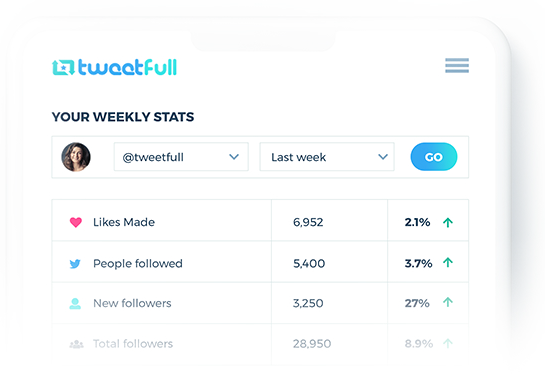 tweetfull
YOUR WEEKLY STATS
@tweetfull Last week GO
Likes Made 6,952 2.1%
People followed 5,400 3.7%
New followers 3,250 27%
Total followers 28,950 8.9%